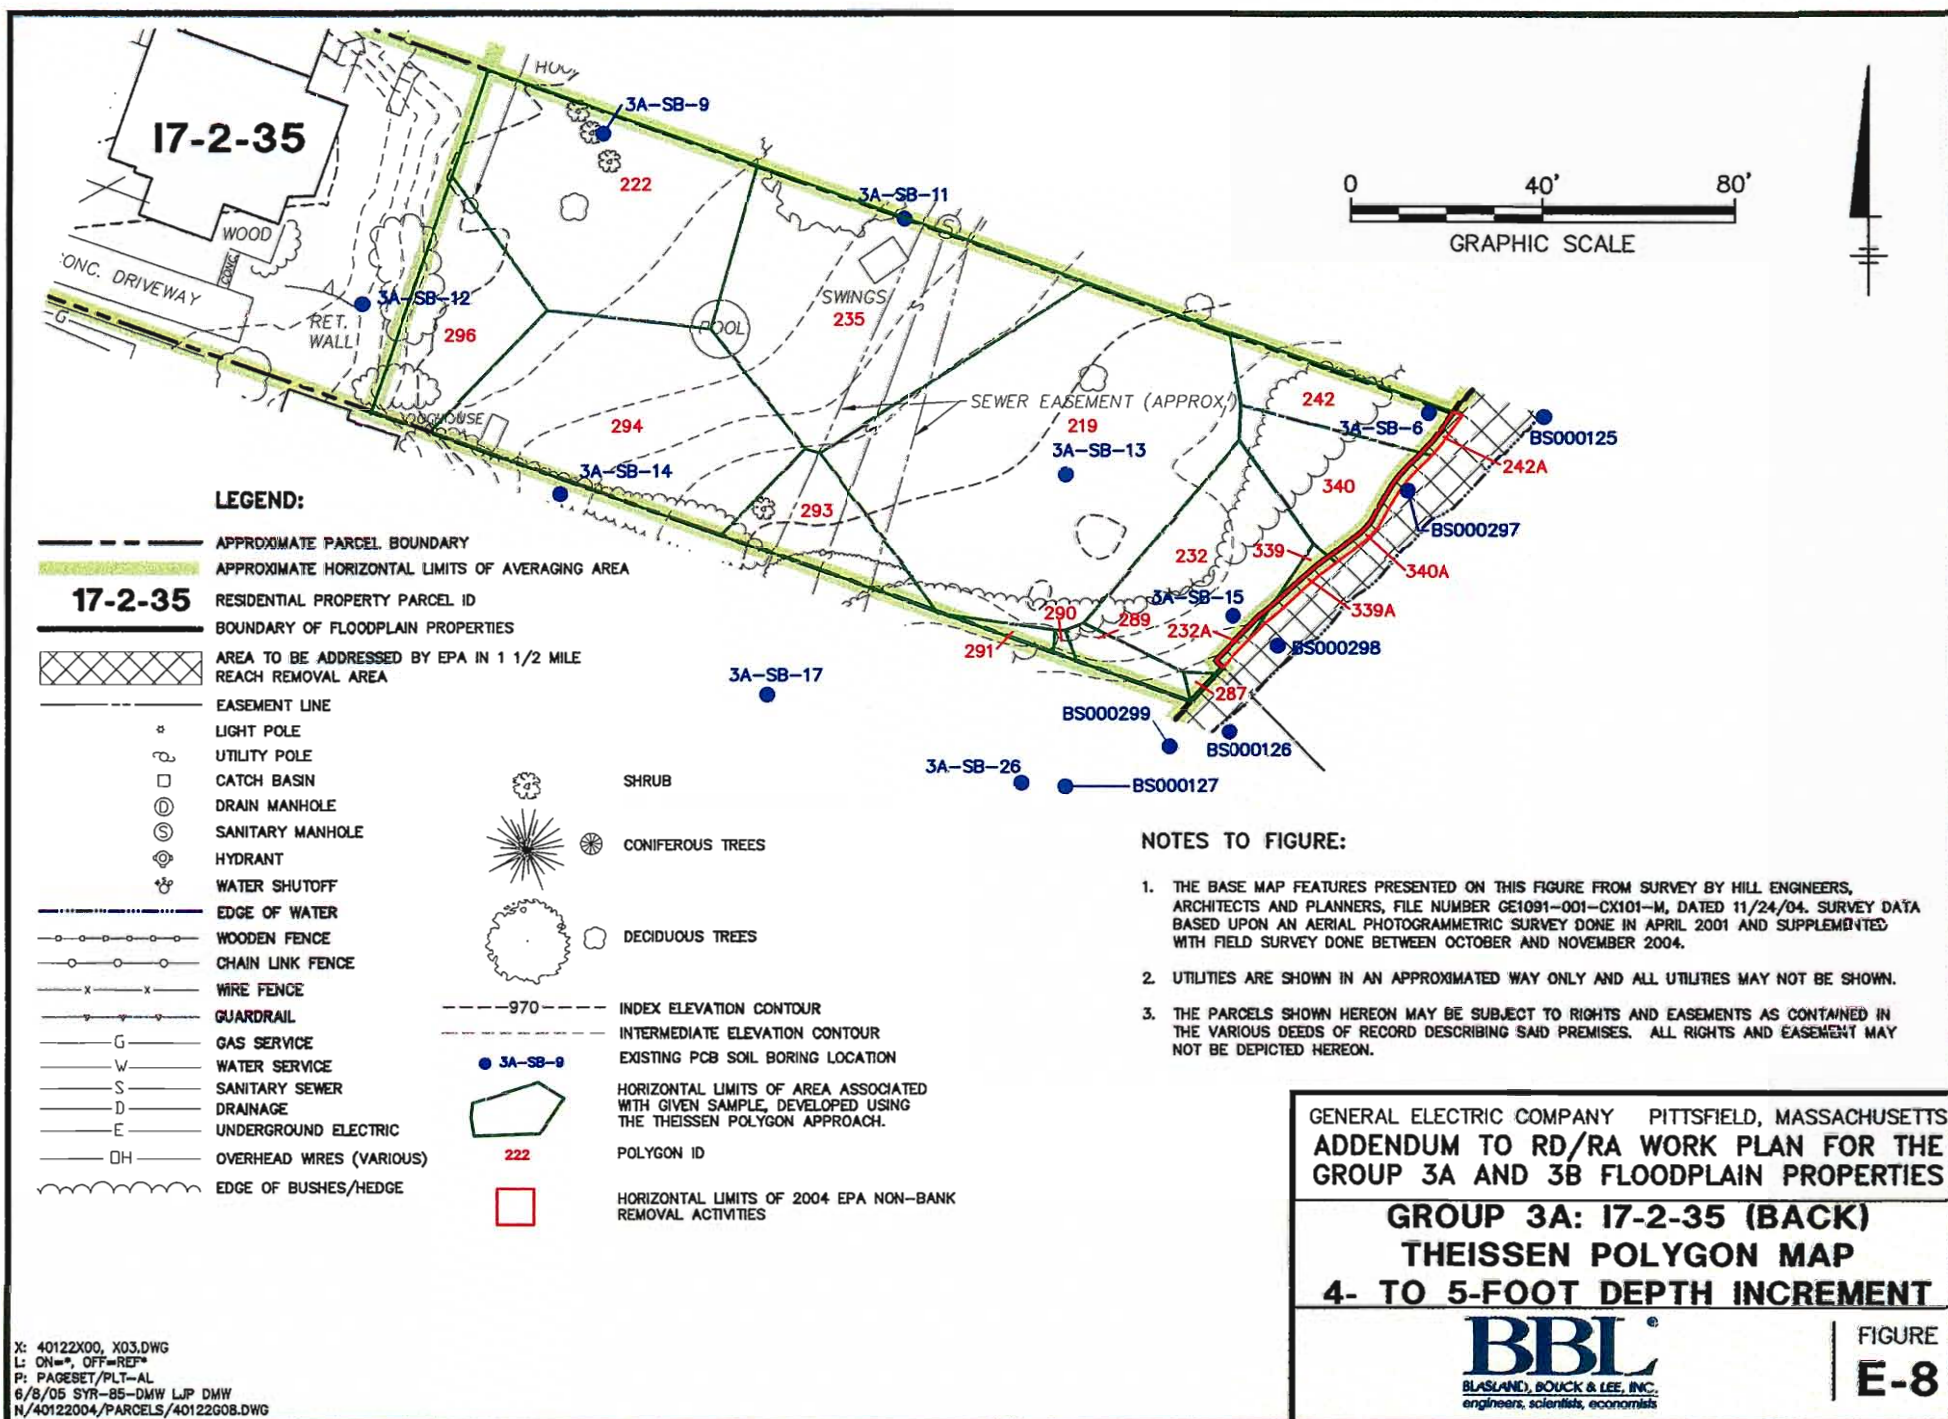 HOU
3A-SB-9
I7-2-35
222
3A-SB-11
0 40' 80'
GRAPHIC SCALE
WOOD
CONC.
CONC. DRIVEWAY
G
3A-SB-12
RET.
WALL
296
POOL
SWINGS
235
S
SEWER EASEMENT (APPROX.)
DOGHOUSE
294
219
242
3A-SB-6
BS000125
3A-SB-13
3A-SB-14
242A
340
293
BS000297
232
339
340A
3A-SB-15
339A
290
289
232A
291
BS000298
3A-SB-17
287
BS000299
BS000126
3A-SB-26
BS000127
LEGEND:
APPROXIMATE PARCEL BOUNDARY
APPROXIMATE HORIZONTAL LIMITS OF AVERAGING AREA
17-2-35 RESIDENTIAL PROPERTY PARCEL ID
BOUNDARY OF FLOODPLAIN PROPERTIES
AREA TO BE ADDRESSED BY EPA IN 1 1/2 MILE
REACH REMOVAL AREA
EASEMENT LINE
LIGHT POLE
UTILITY POLE
CATCH BASIN
D DRAIN MANHOLE
S SANITARY MANHOLE
HYDRANT
WATER SHUTOFF
EDGE OF WATER
WOODEN FENCE
CHAIN LINK FENCE
X X WIRE FENCE
GUARDRAIL
G GAS SERVICE
W WATER SERVICE
S SANITARY SEWER
D DRAINAGE
E UNDERGROUND ELECTRIC
OH OVERHEAD WIRES (VARIOUS)
EDGE OF BUSHES/HEDGE
SHRUB
CONIFEROUS TREES
DECIDUOUS TREES
970 INDEX ELEVATION CONTOUR
INTERMEDIATE ELEVATION CONTOUR
3A-SB-9 EXISTING PCB SOIL BORING LOCATION
HORIZONTAL LIMITS OF AREA ASSOCIATED
WITH GIVEN SAMPLE, DEVELOPED USING
THE THEISSEN POLYGON APPROACH.
222 POLYGON ID
HORIZONTAL LIMITS OF 2004 EPA NON-BANK
REMOVAL ACTIVITIES
NOTES TO FIGURE:
1. THE BASE MAP FEATURES PRESENTED ON THIS FIGURE FROM SURVEY BY HILL ENGINEERS,
ARCHITECTS AND PLANNERS, FILE NUMBER GE1091-001-CX101-M, DATED 11/24/04. SURVEY DATA
BASED UPON AN AERIAL PHOTOGRAMMETRIC SURVEY DONE IN APRIL 2001 AND SUPPLEMENTED
WITH FIELD SURVEY DONE BETWEEN OCTOBER AND NOVEMBER 2004.
2. UTILITIES ARE SHOWN IN AN APPROXIMATED WAY ONLY AND ALL UTILITIES MAY NOT BE SHOWN.
3. THE PARCELS SHOWN HEREON MAY BE SUBJECT TO RIGHTS AND EASEMENTS AS CONTAINED IN
THE VARIOUS DEEDS OF RECORD DESCRIBING SAID PREMISES. ALL RIGHTS AND EASEMENT MAY
NOT BE DEPICTED HEREON.
GENERAL ELECTRIC COMPANY PITTSFIELD, MASSACHUSETTS
ADDENDUM TO RD/RA WORK PLAN FOR THE
GROUP 3A AND 3B FLOODPLAIN PROPERTIES
GROUP 3A: I7-2-35 (BACK)
THEISSEN POLYGON MAP
4- TO 5-FOOT DEPTH INCREMENT
BBL®
BLASLAND, BOUCK & LEE, INC.
engineers, scientists, economists
FIGURE
E-8
X: 40122X00, X03.DWG
L: ON=*, OFF=REF*
P: PAGESET/PLT-AL
6/8/05 SYR-85-DMW LJP DMW
N/40122004/PARCELS/40122G08.DWG